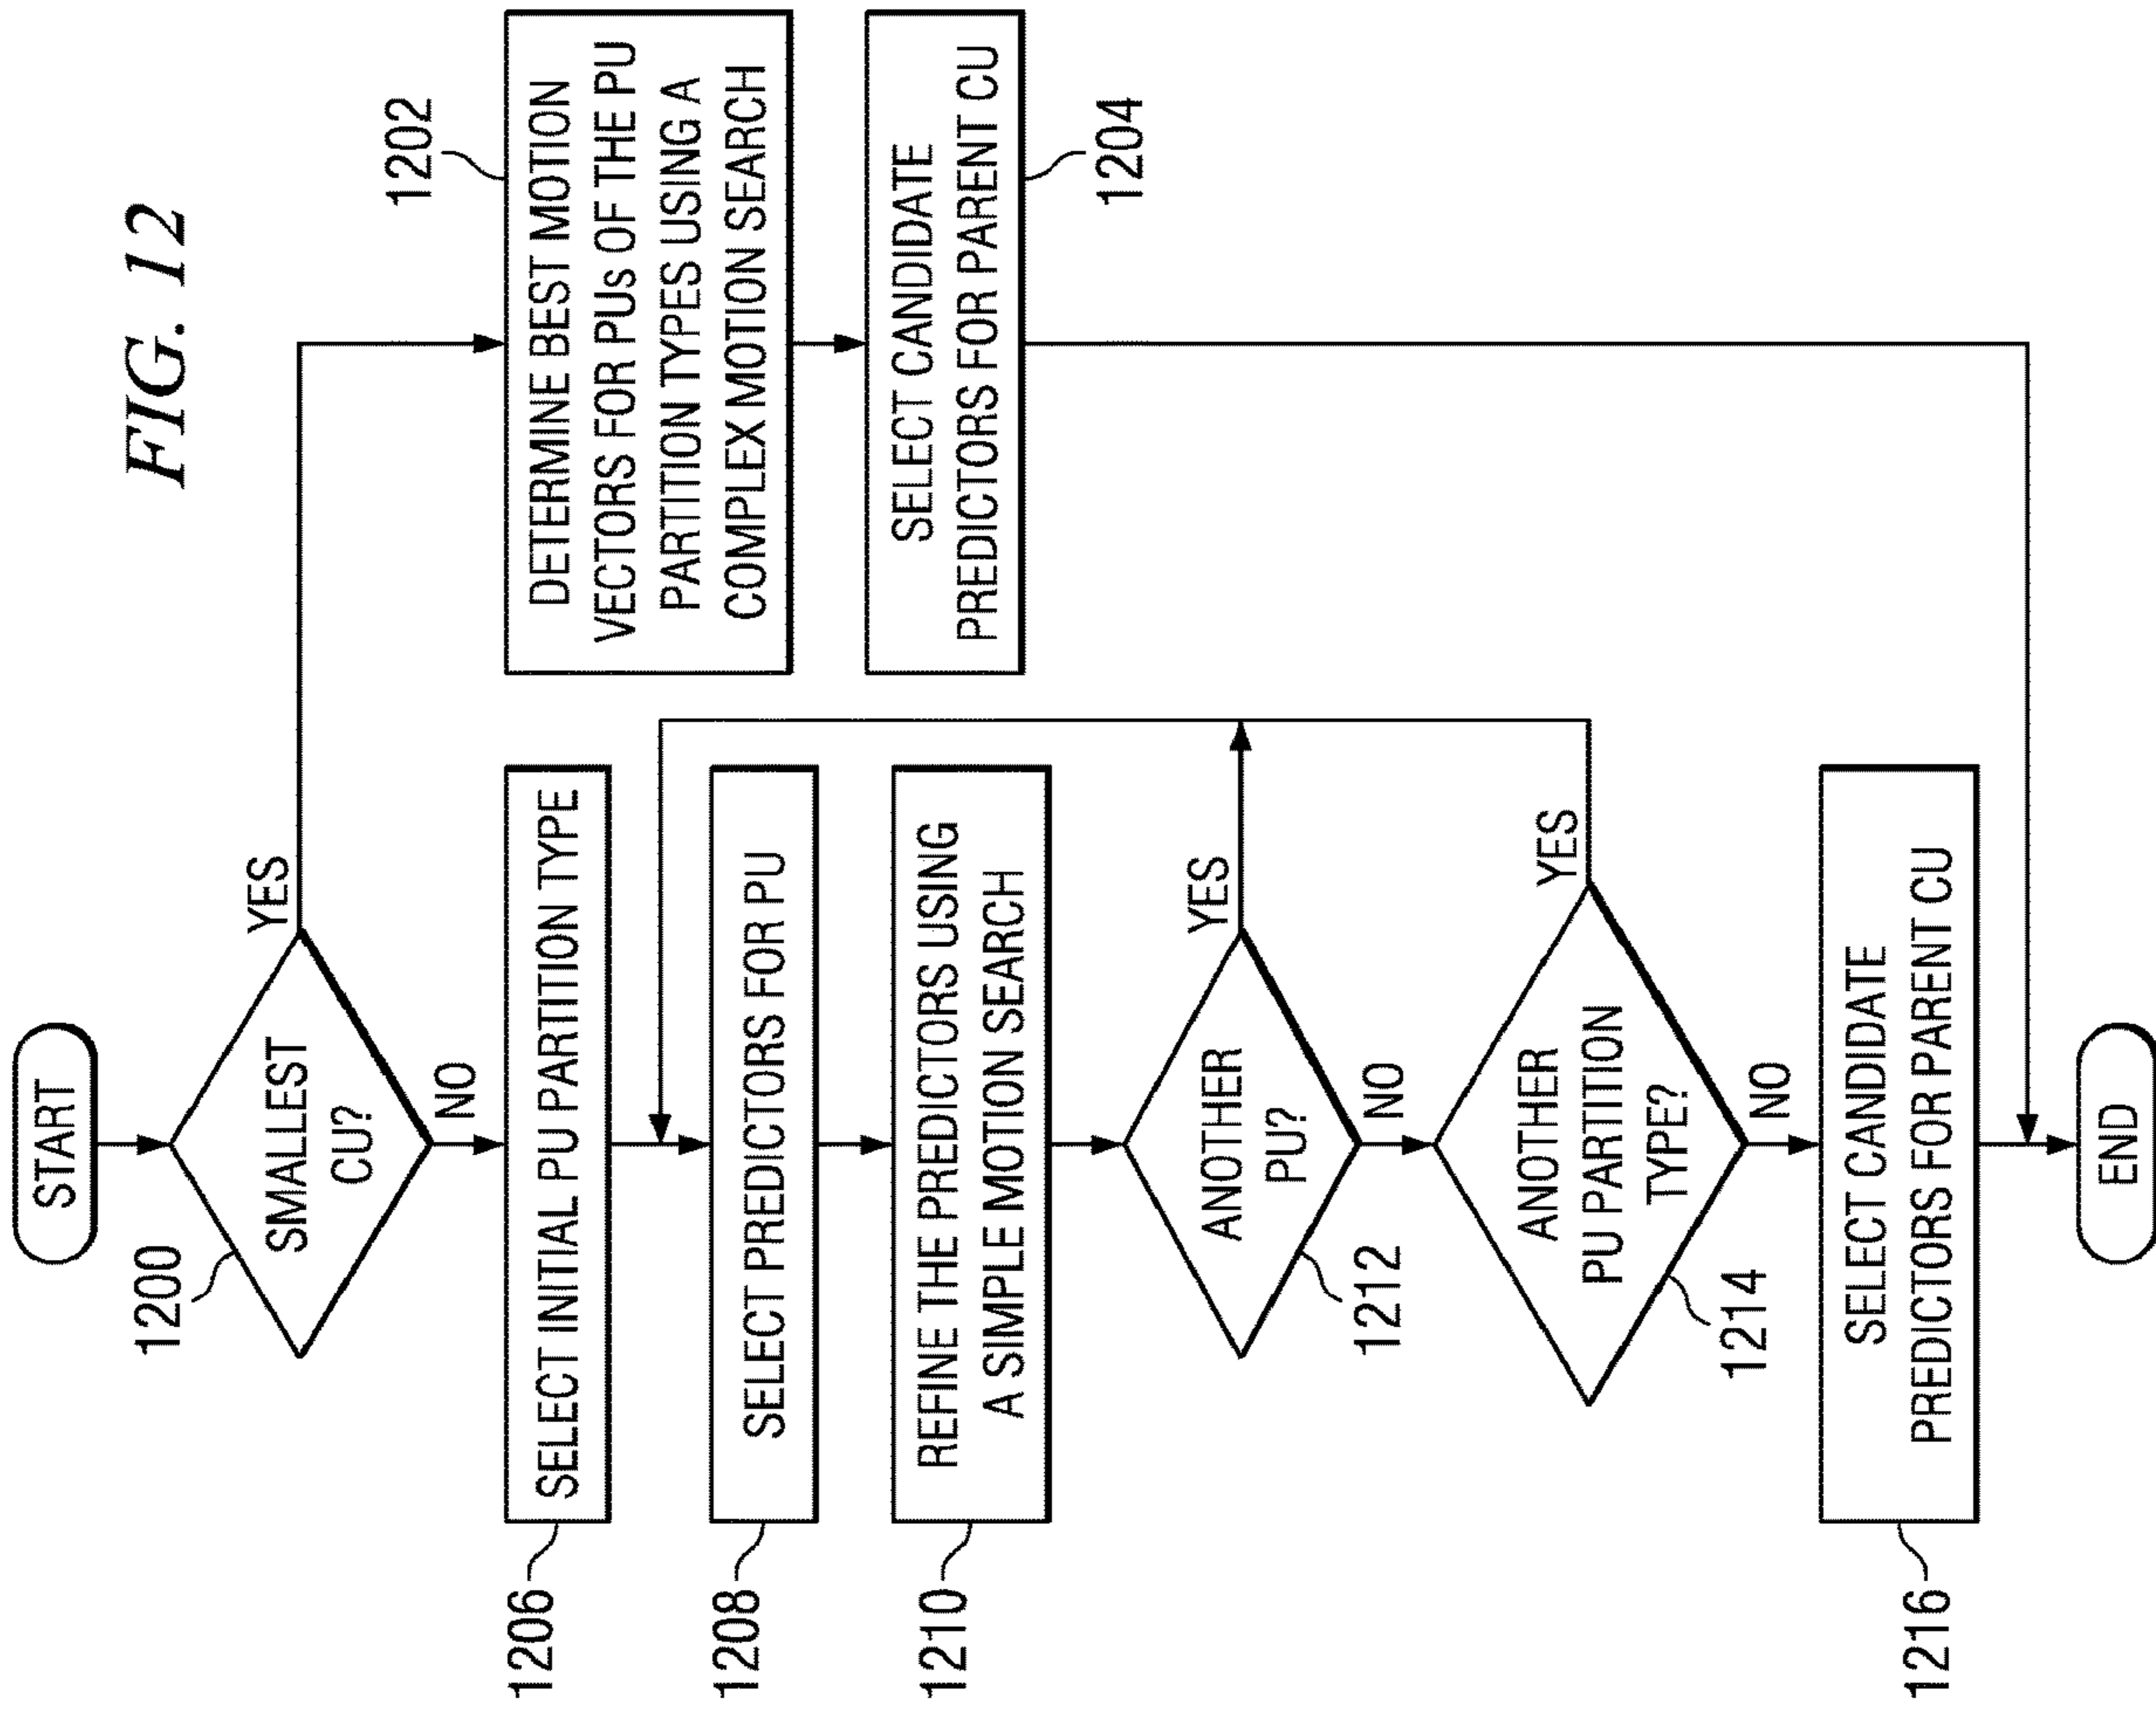 FIG. 12
START
1200
SMALLEST
CU?
YES
NO
1202
DETERMINE BEST MOTION
VECTORS FOR PUs OF THE PU
PARTITION TYPES USING A
COMPLEX MOTION SEARCH
SELECT CANDIDATE
PREDICTORS FOR PARENT CU
1204
1206
SELECT INITIAL PU PARTITION TYPE
1208
SELECT PREDICTORS FOR PU
1210
REFINE THE PREDICTORS USING
A SIMPLE MOTION SEARCH
ANOTHER
PU?
YES
1212
NO
ANOTHER
PU PARTITION
TYPE?
YES
1214
NO
1216
SELECT CANDIDATE
PREDICTORS FOR PARENT CU
END